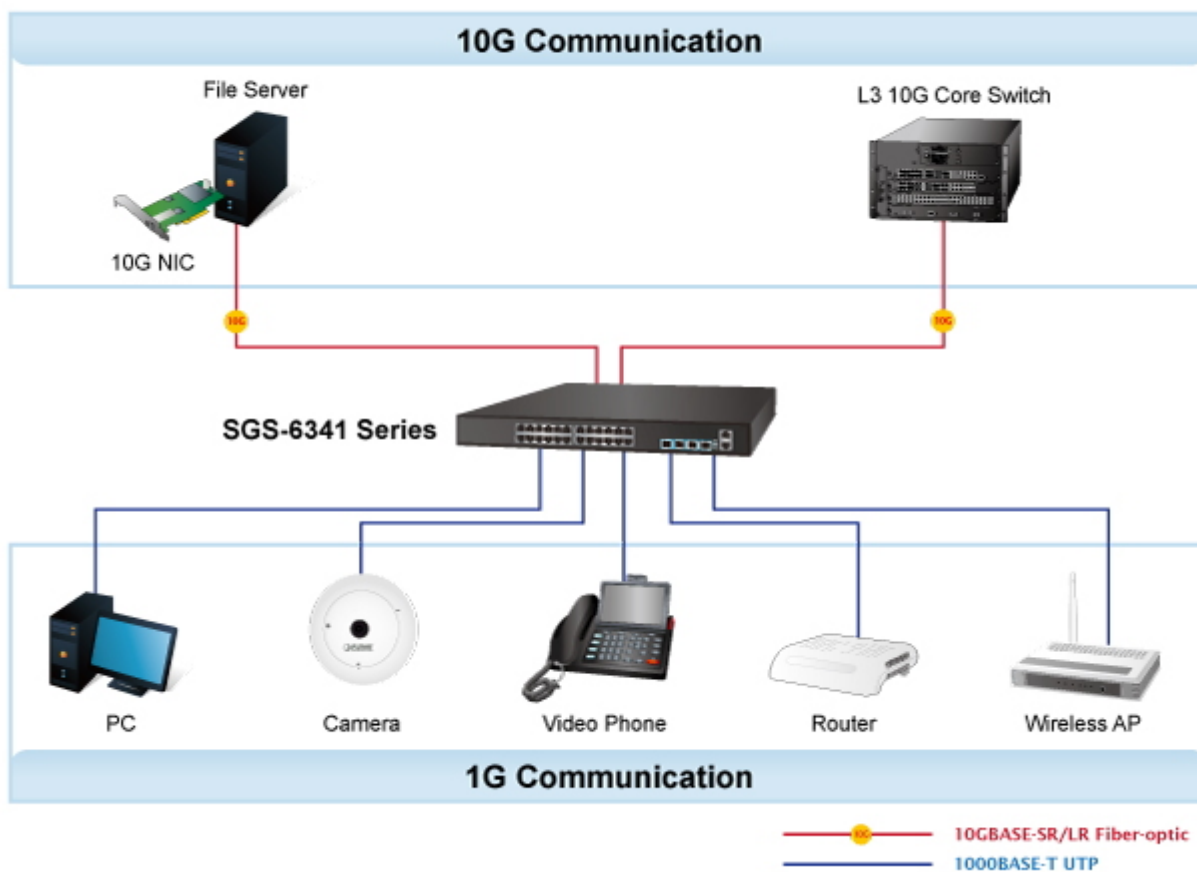 10G Communication
File Server
L3 10G Core Switch
10G NIC
10G
10G
SGS-6341 Series
PC
Camera
Video Phone
Router
Wireless AP
1G Communication
10G
10GBASE-SR/LR Fiber-optic
1000BASE-T UTP